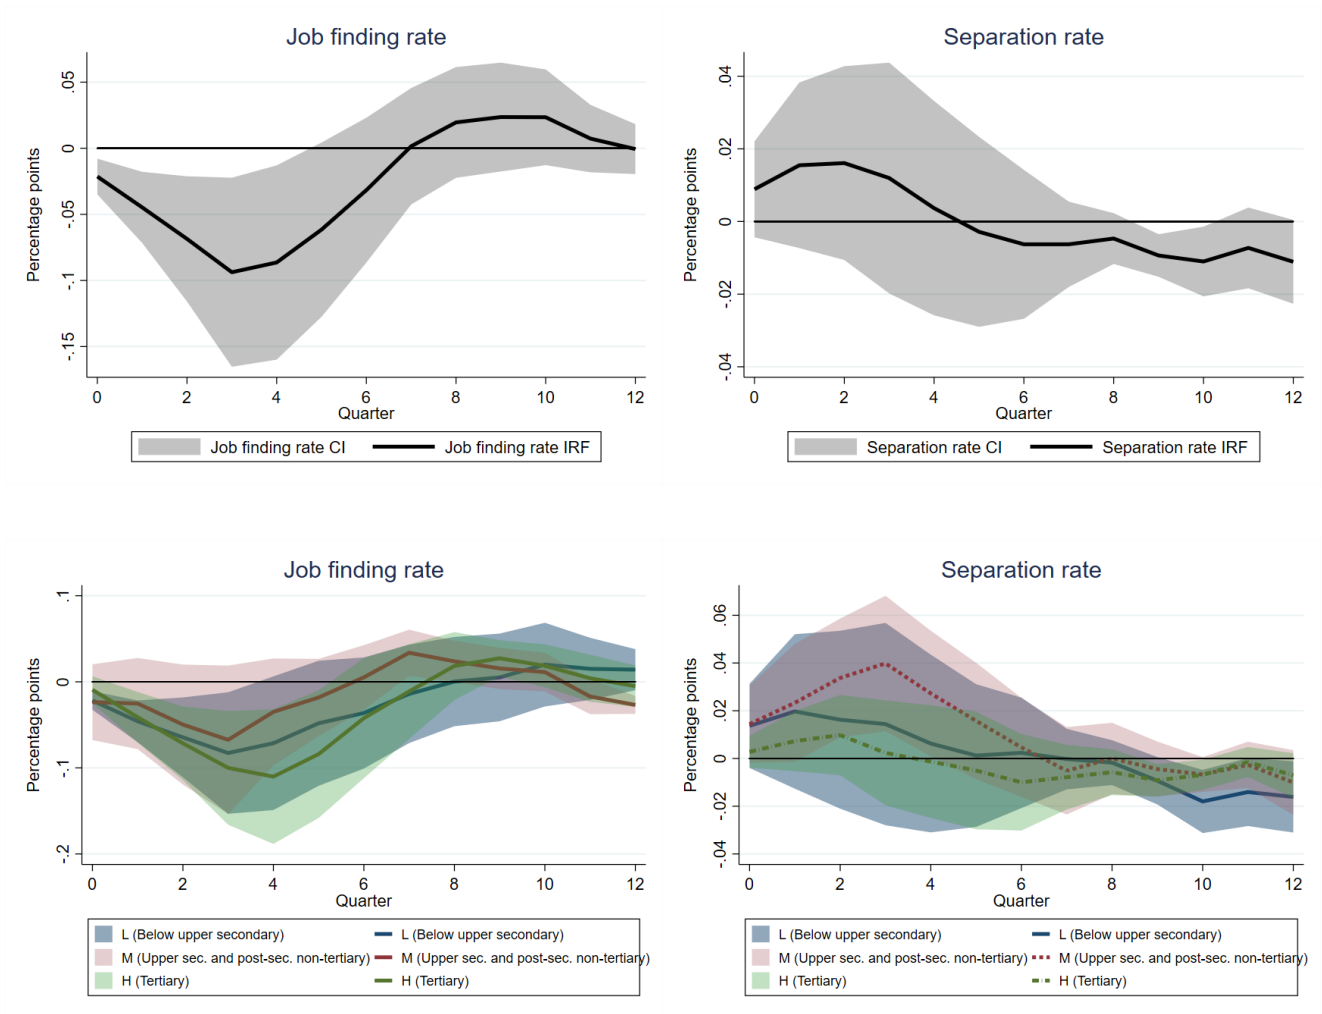 Job finding rate
Percentage points
.05
0
-.05
-.1
-.15
0 2 4 6 8 10 12
Quarter
Job finding rate CI Job finding rate IRF
Separation rate
Percentage points
.04
.02
0
-.02
-.04
0 2 4 6 8 10 12
Quarter
Separation rate CI Separation rate IRF
Job finding rate
Percentage points
.1
0
-.1
-.2
0 2 4 6 8 10 12
Quarter
L (Below upper secondary) L (Below upper secondary)
M (Upper sec. and post-sec. non-tertiary) M (Upper sec. and post-sec. non-tertiary)
H (Tertiary) H (Tertiary)
Separation rate
Percentage points
.06
.04
.02
0
-.02
-.04
0 2 4 6 8 10 12
Quarter
L (Below upper secondary) L (Below upper secondary)
M (Upper sec. and post-sec. non-tertiary) M (Upper sec. and post-sec. non-tertiary)
H (Tertiary) H (Tertiary)